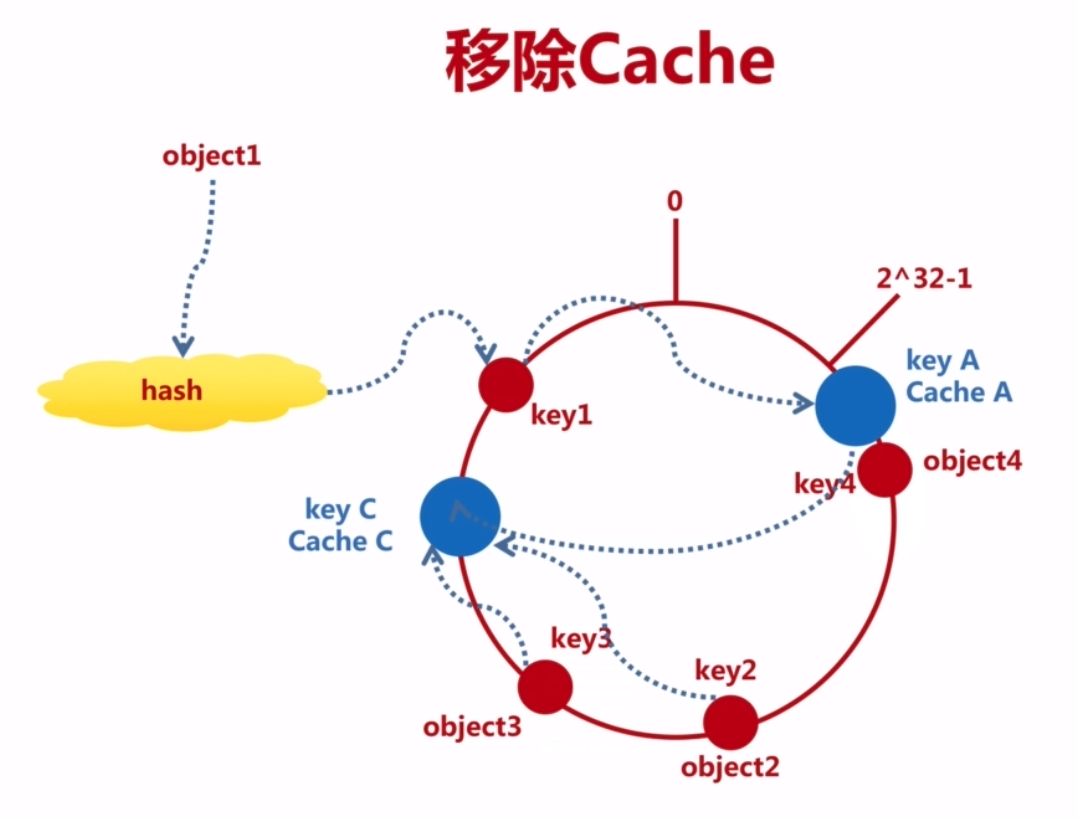 移除Cache
object1
0
2^32-1
hash
key1
key A
Cache A
key4
object4
key C
Cache C
key3
key2
object3
object2